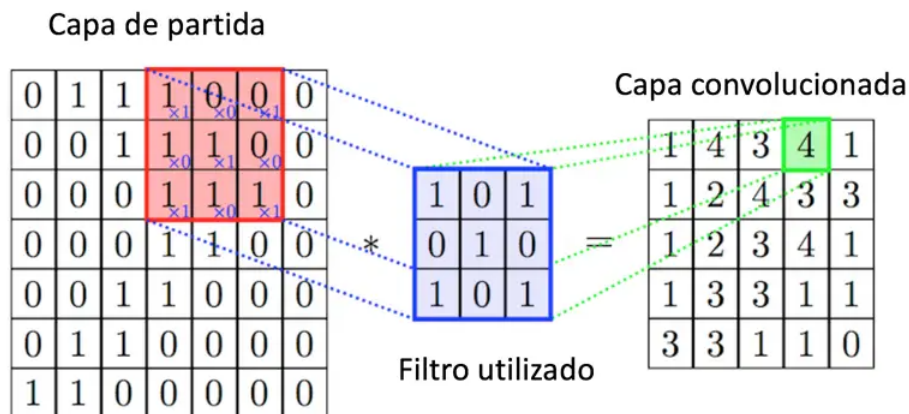 Capa de partida
Capa convolucionada
0 1 1 1 0 0 0
×1 ×0 ×1
0 0 1 1 1 0 0
×0 ×1 ×0
0 0 0 1 1 1 0
×1 ×0 ×1
0 0 0 1 1 0 0
0 0 1 1 0 0 0
0 1 1 0 0 0 0
1 1 0 0 0 0 0
*
1 0 1
0 1 0
1 0 1
Filtro utilizado
=
1 4 3 4 1
1 2 4 3 3
1 2 3 4 1
1 3 3 1 1
3 3 1 1 0